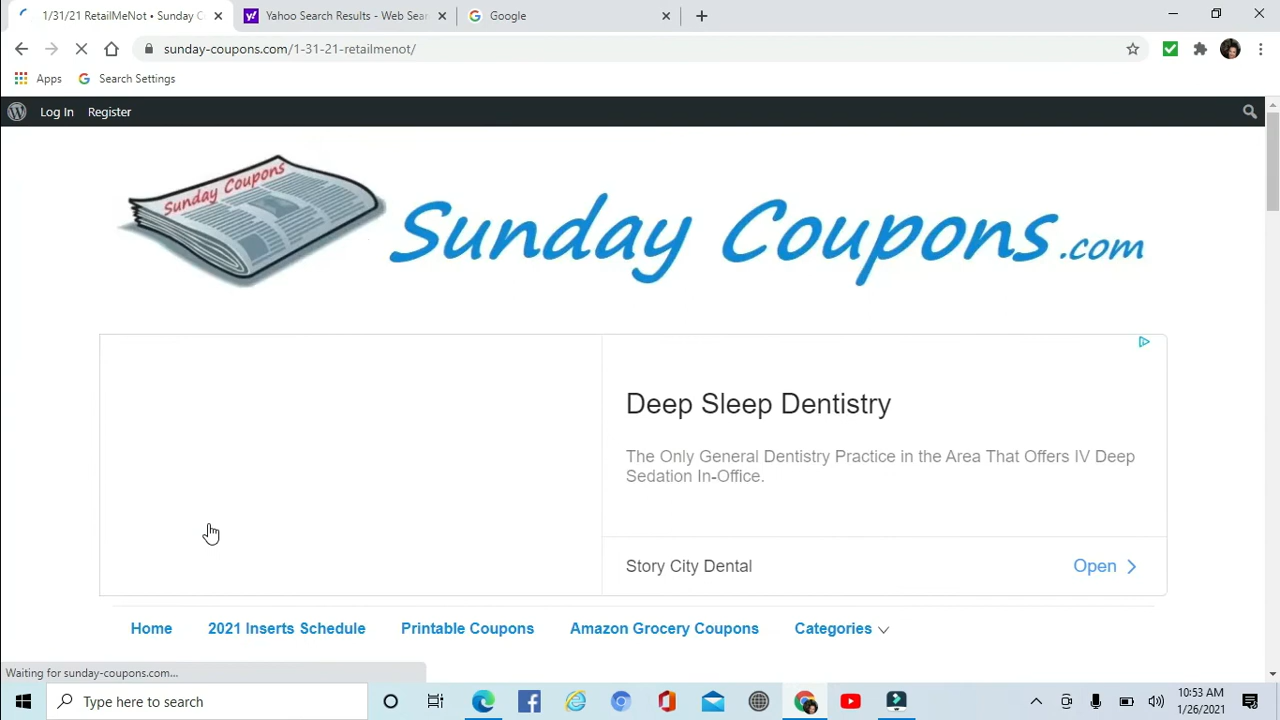 1/31/21 RetailMeNot • Sunday C
Yahoo Search Results - Web Sear
Google
sunday-coupons.com/1-31-21-retailmenot/
Apps
Search Settings
Log In
Register
Sunday Coupons
Sunday Coupons.com
Deep Sleep Dentistry
The Only General Dentistry Practice in the Area That Offers IV Deep
Sedation In-Office.
Story City Dental
Open
Home
2021 Inserts Schedule
Printable Coupons
Amazon Grocery Coupons
Categories
Waiting for sunday-coupons.com...
Type here to search
10:53 AM
1/26/2021